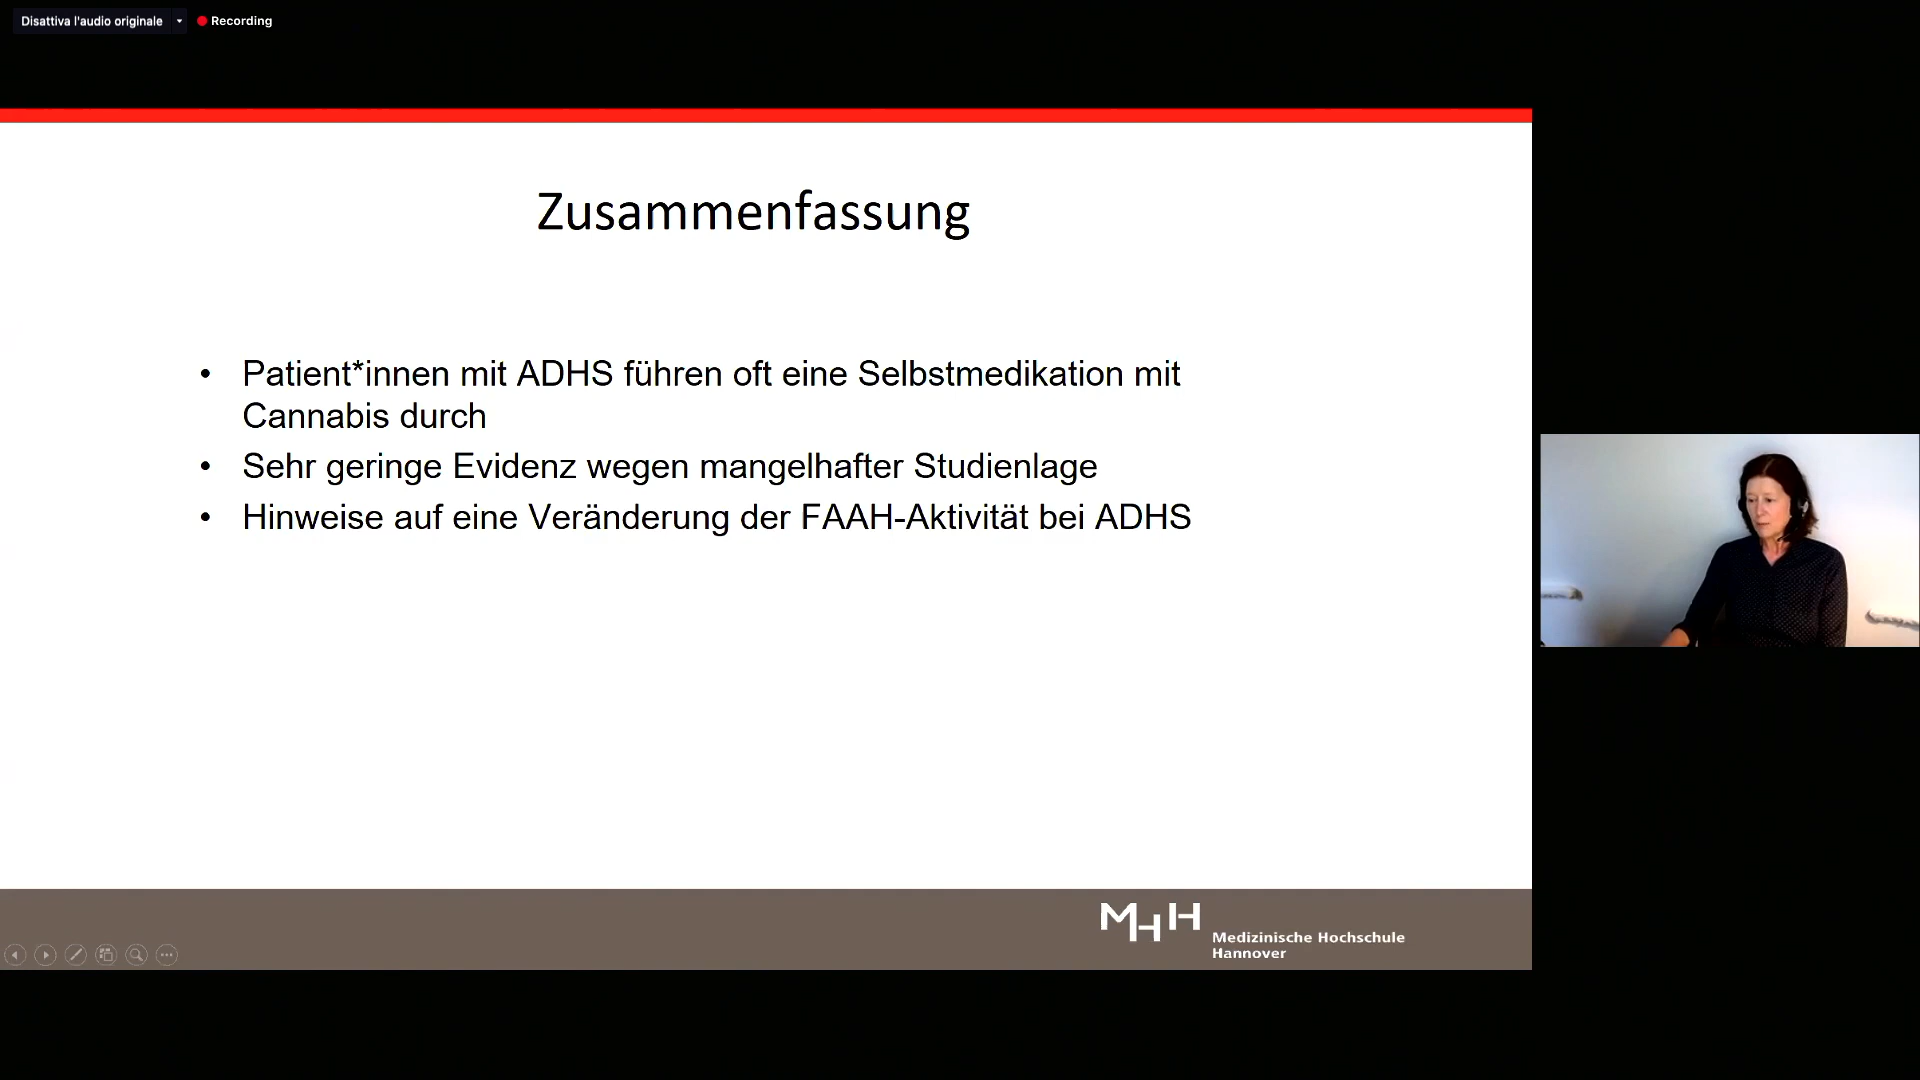 Disattiva l'audio originale
Recording
Zusammenfassung
• Patient*innen mit ADHS führen oft eine Selbstmedikation mit
Cannabis durch
• Sehr geringe Evidenz wegen mangelhafter Studienlage
• Hinweise auf eine Veränderung der FAAH-Aktivität bei ADHS
MHH
Medizinische Hochschule
Hannover